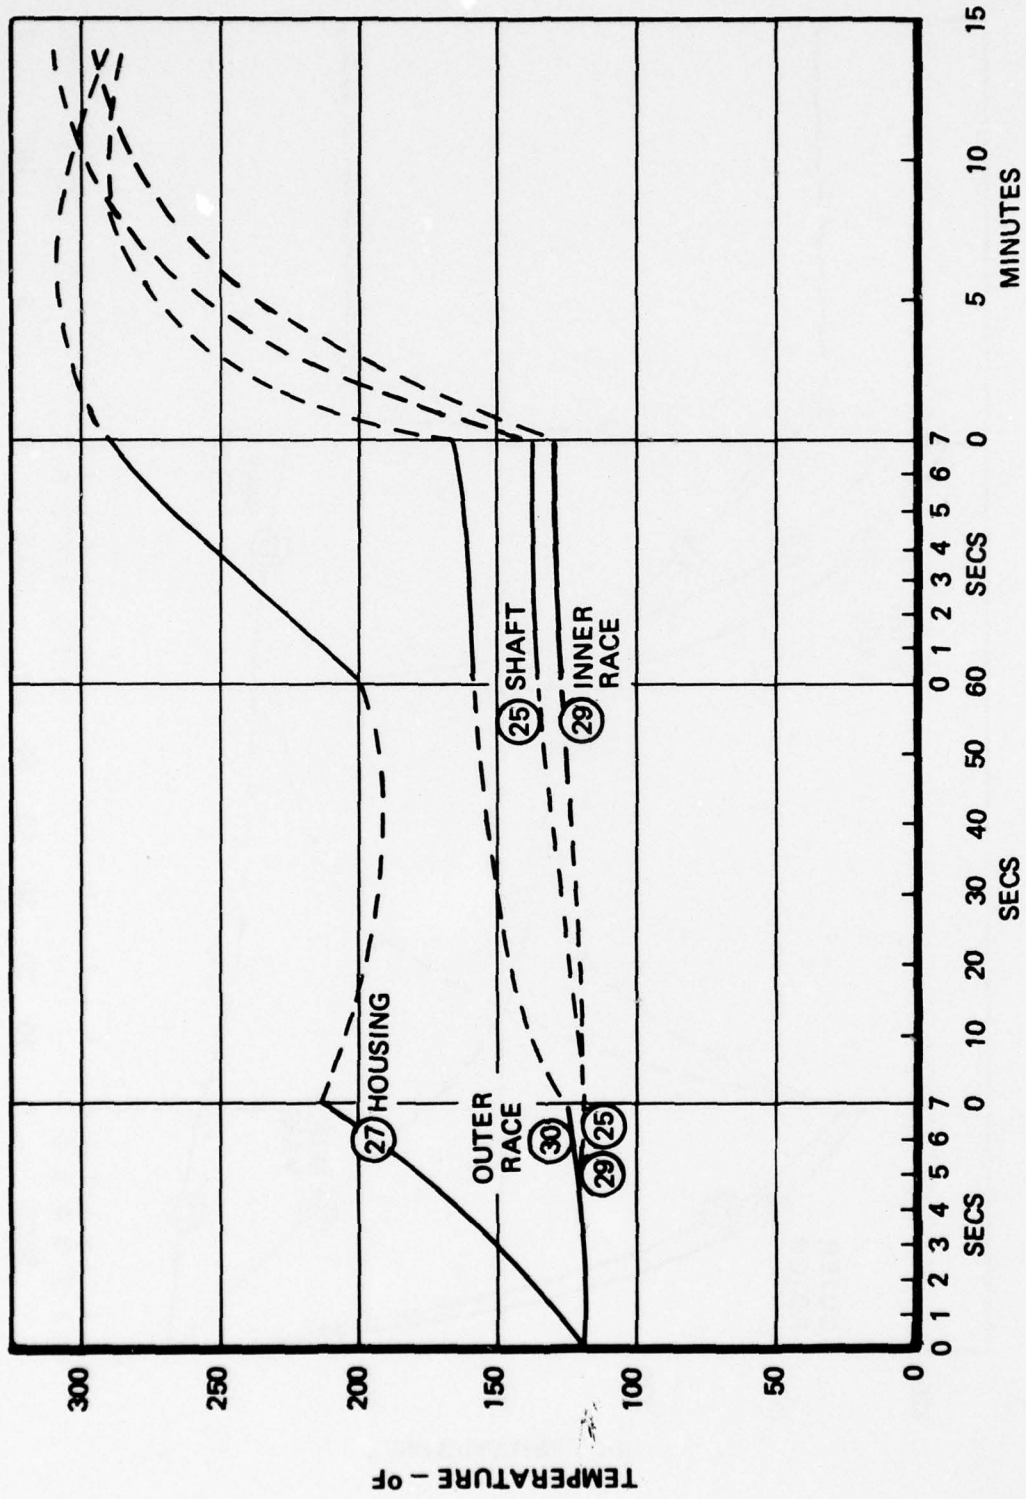 TEMPERATURE – °F
300
250
200
150
100
50
0
27 HOUSING
OUTER
RACE
30
29 25
25 SHAFT
29 INNER
RACE
0 1 2 3 4 5 6 7
SECS
0 10 20 30 40 50 60
SECS
0 1 2 3 4 5 6 7
SECS
0 5 10 15
MINUTES